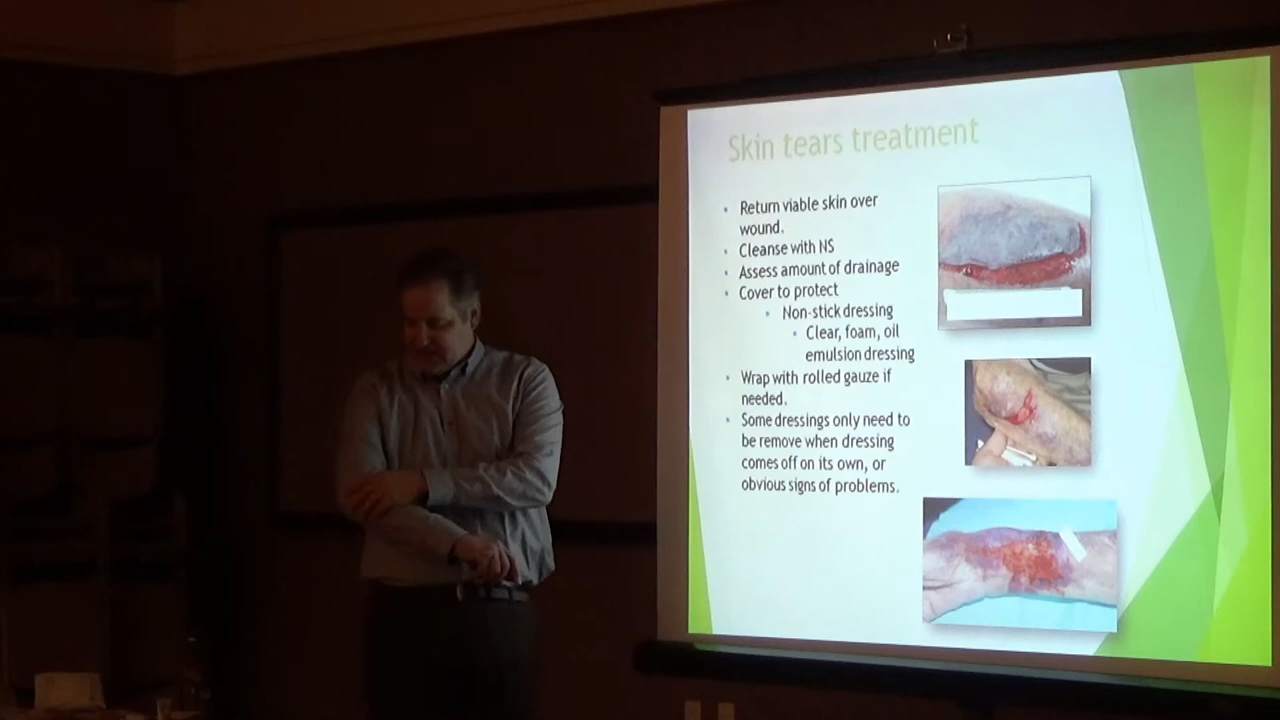 Skin tears treatment
Return viable skin over
wound.
Cleanse with NS
Assess amount of drainage
Cover to protect
Non-stick dressing
Clear, foam, oil
emulsion dressing
Wrap with rolled gauze if
needed.
Some dressings only need to
be remove when dressing
comes off on its own, or
obvious signs of problems.